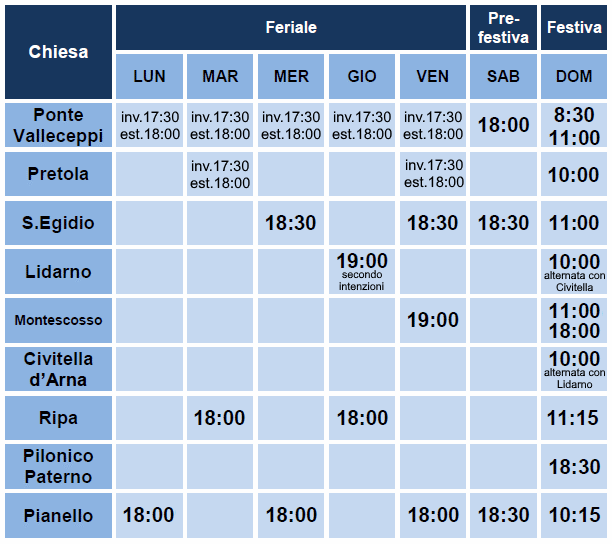 Chiesa
Feriale
Pre-
festiva
Festiva
LUN MAR MER GIO VEN SAB DOM
Ponte
Valleceppi
inv.17:30 inv.17:30 inv.17:30 inv.17:30 inv.17:30
est.18:00 est.18:00 est.18:00 est.18:00 est.18:00
18:00
8:30
11:00
Pretola
inv.17:30
est.18:00
inv.17:30
est.18:00
10:00
S.Egidio 18:30 18:30 18:30 11:00
Lidarno
19:00
secondo
intenzioni
10:00
alternata con
Civitella
Montescosso
19:00
11:00
18:00
Civitella
d'Arna
10:00
alternata con
Lidarno
Ripa 18:00 18:00 11:15
Pilonico
Paterno
18:30
Pianello 18:00 18:00 18:00 18:30 10:15